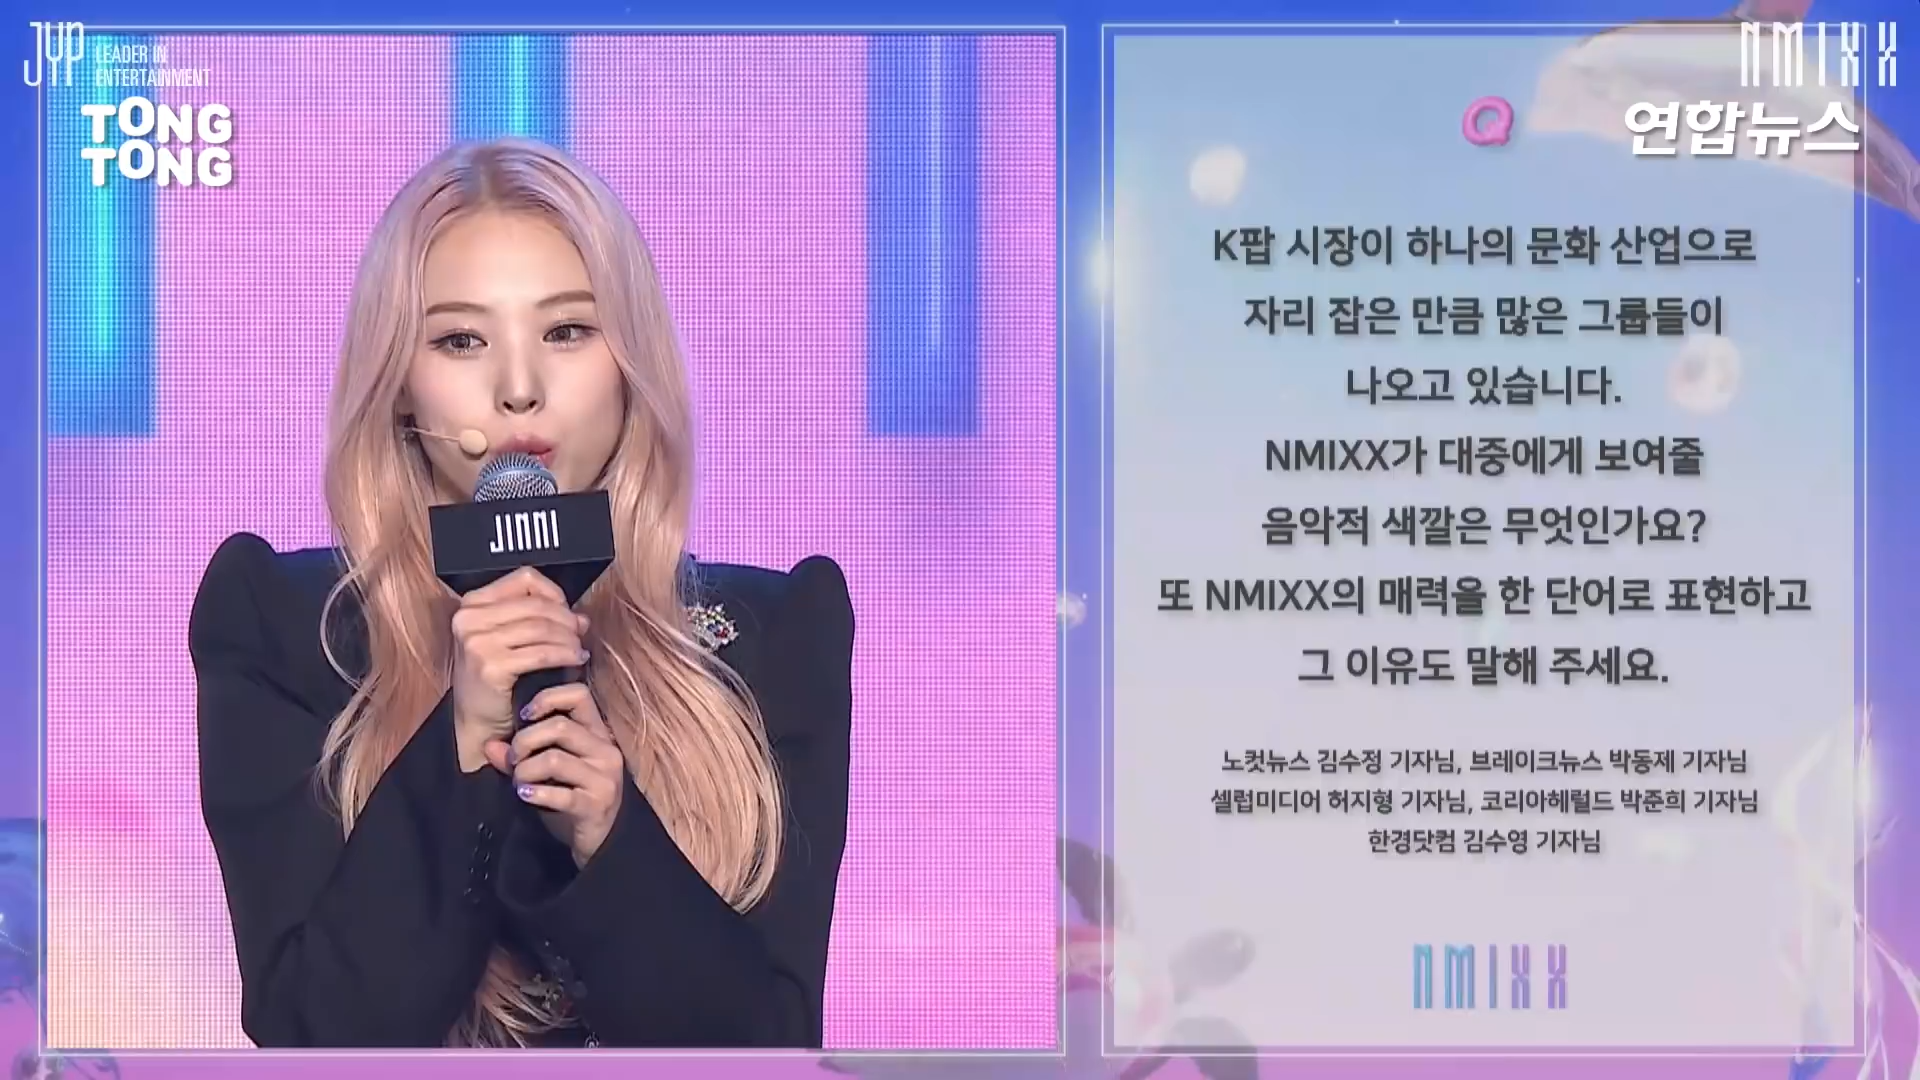 JYP LEADER IN
ENTERTAINMENT
TONG
TONG
JINNI
NMIXX
연합뉴스
Q
K팝 시장이 하나의 문화 산업으로
자리 잡은 만큼 많은 그룹들이
나오고 있습니다.
NMIXX가 대중에게 보여줄
음악적 색깔은 무엇인가요?
또 NMIXX의 매력을 한 단어로 표현하고
그 이유도 말해 주세요.
노컷뉴스 김수정 기자님, 브레이크뉴스 박동제 기자님
셀럽미디어 허지형 기자님, 코리아헤럴드 박준희 기자님
한경닷컴 김수영 기자님
NMIXX